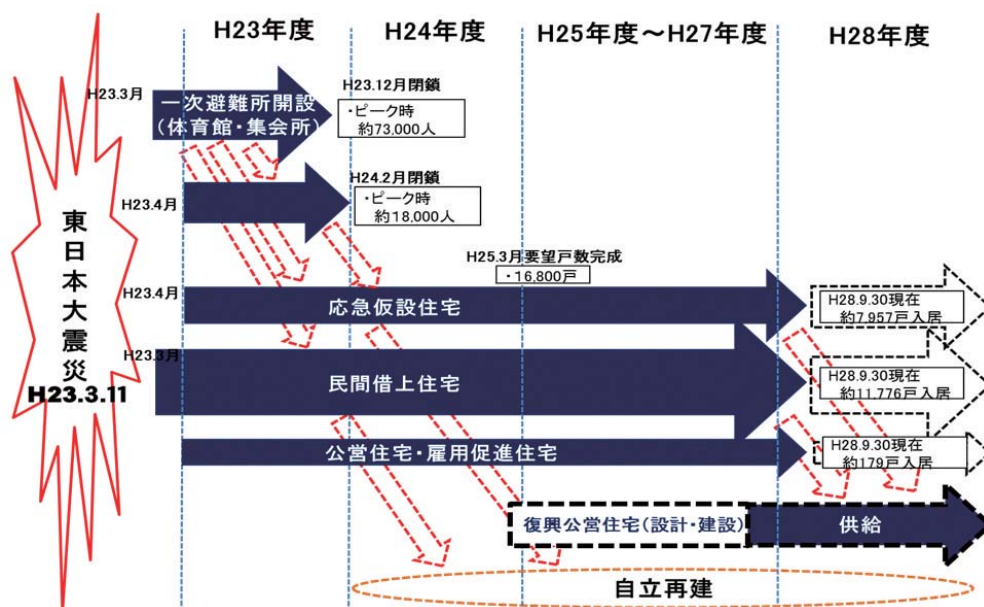 H23年度
H24年度
H25年度～H27年度
H28年度
東日本大震災
H23.3.11
H23.3月
一次避難所開設
(体育館・集会所)
H23.12月閉鎖
・ピーク時
約73,000人
H23.4月
H24.2月閉鎖
・ピーク時
約18,000人
H25.3月要望戸数完成
・16,800戸
H23.4月
応急仮設住宅
H28.9.30現在
約7,957戸入居
H23.3月
民間借上住宅
H28.9.30現在
約11,776戸入居
公営住宅・雇用促進住宅
H28.9.30現在
約179戸入居
復興公営住宅(設計・建設)
供給
自立再建